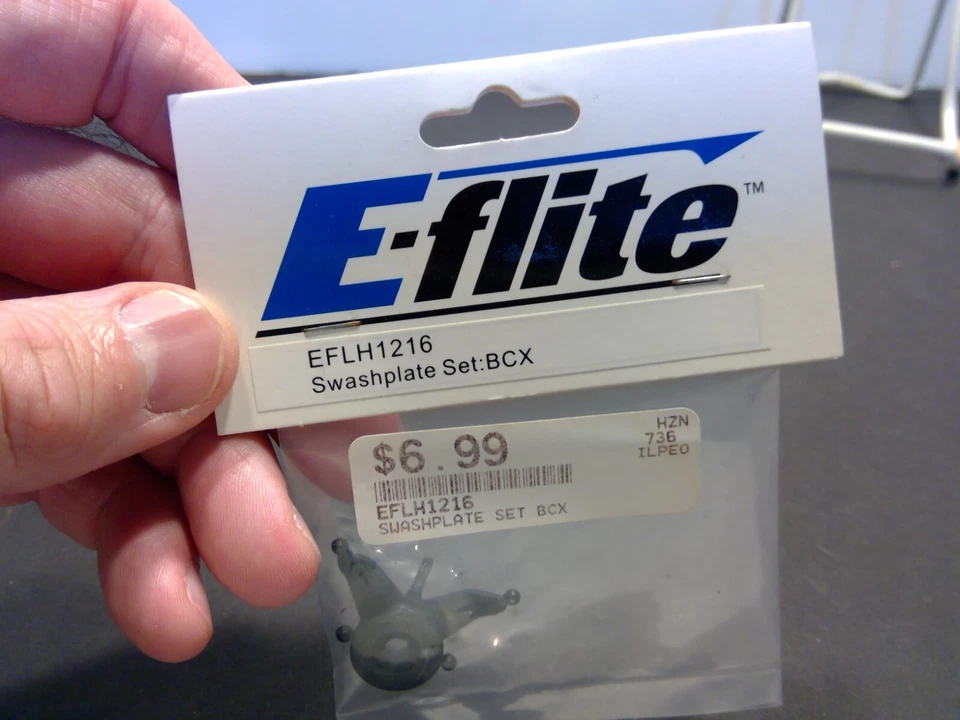 E-flite™
EFLH1216
Swashplate Set:BCX
$6.99
HZN
736
ILPEO
EFLH1216
SWASHPLATE SET BCX